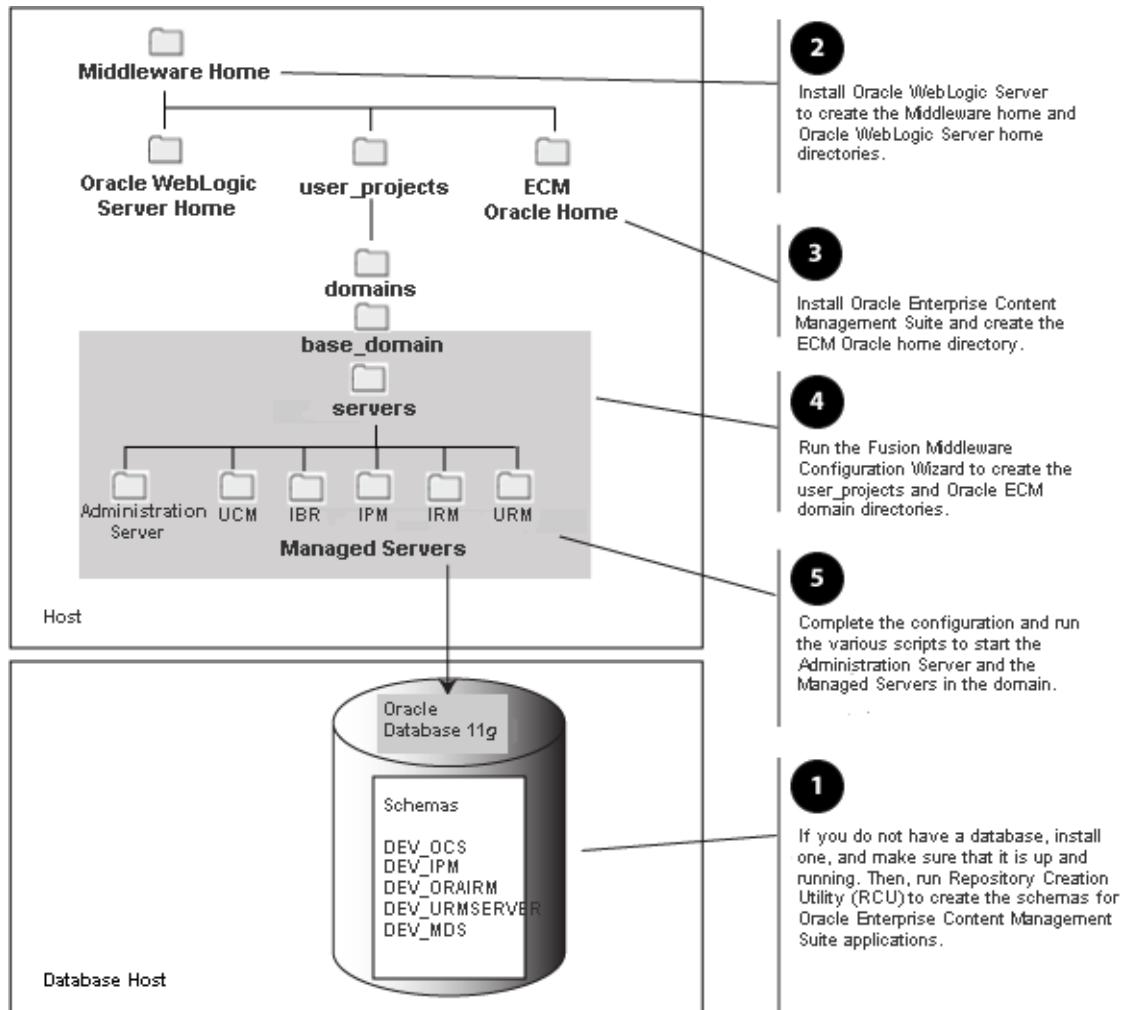 Middleware Home
Oracle WebLogic
Server Home
user_projects
ECM
Oracle Home
domains
base_domain
servers
Administration
Server
UCM
IBR
IPM
IRM
URM
Managed Servers
Host
Oracle
Database 11g
Schemas
DEV_OCS
DEV_IPM
DEV_ORAIRM
DEV_URMSERVER
DEV_MDS
Database Host
2
Install Oracle WebLogic Server
to create the Middleware home and
Oracle WebLogic Server home
directories.
3
Install Oracle Enterprise Content
Management Suite and create the
ECM Oracle home directory.
4
Run the Fusion Middleware
Configuration Wizard to create the
user_projects and Oracle ECM
domain directories.
5
Complete the configuration and run
the various scripts to start the
Administration Server and the
Managed Servers in the domain.
1
If you do not have a database, install
one, and make sure that it is up and
running. Then, run Repository Creation
Utility (RCU) to create the schemas for
Oracle Enterprise Content Management
Suite applications.